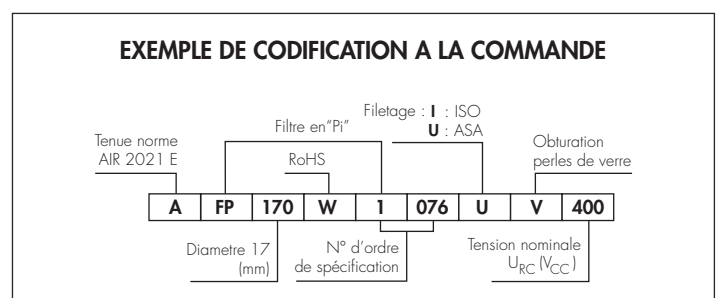 EXEMPLE DE CODIFICATION A LA COMMANDE
Filetage : I : ISO
U : ASA
Tenue norme
AIR 2021 E
Filtre en"Pi"
RoHS
Obturation
perles de verre
A FP 170 W 1 076 U V 400
Diametre 17
(mm)
N° d'ordre
de spécification
Tension nominale
URC (VCC)